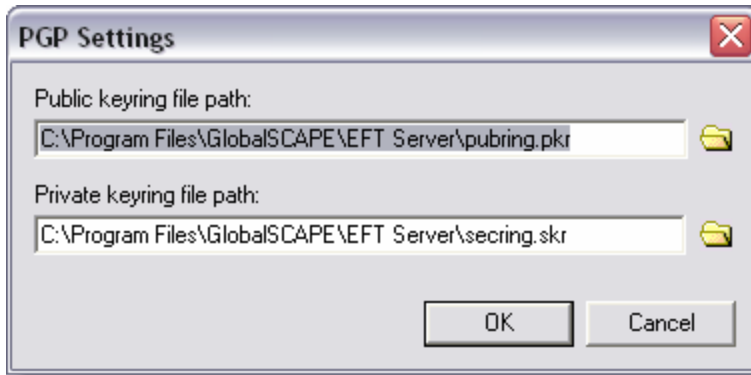 PGP Settings
Public keyring file path:
C:\Program Files\GlobalSCAPE\EFT Server\pubring.pkr
Private keyring file path:
C:\Program Files\GlobalSCAPE\EFT Server\secring.skr
OK Cancel